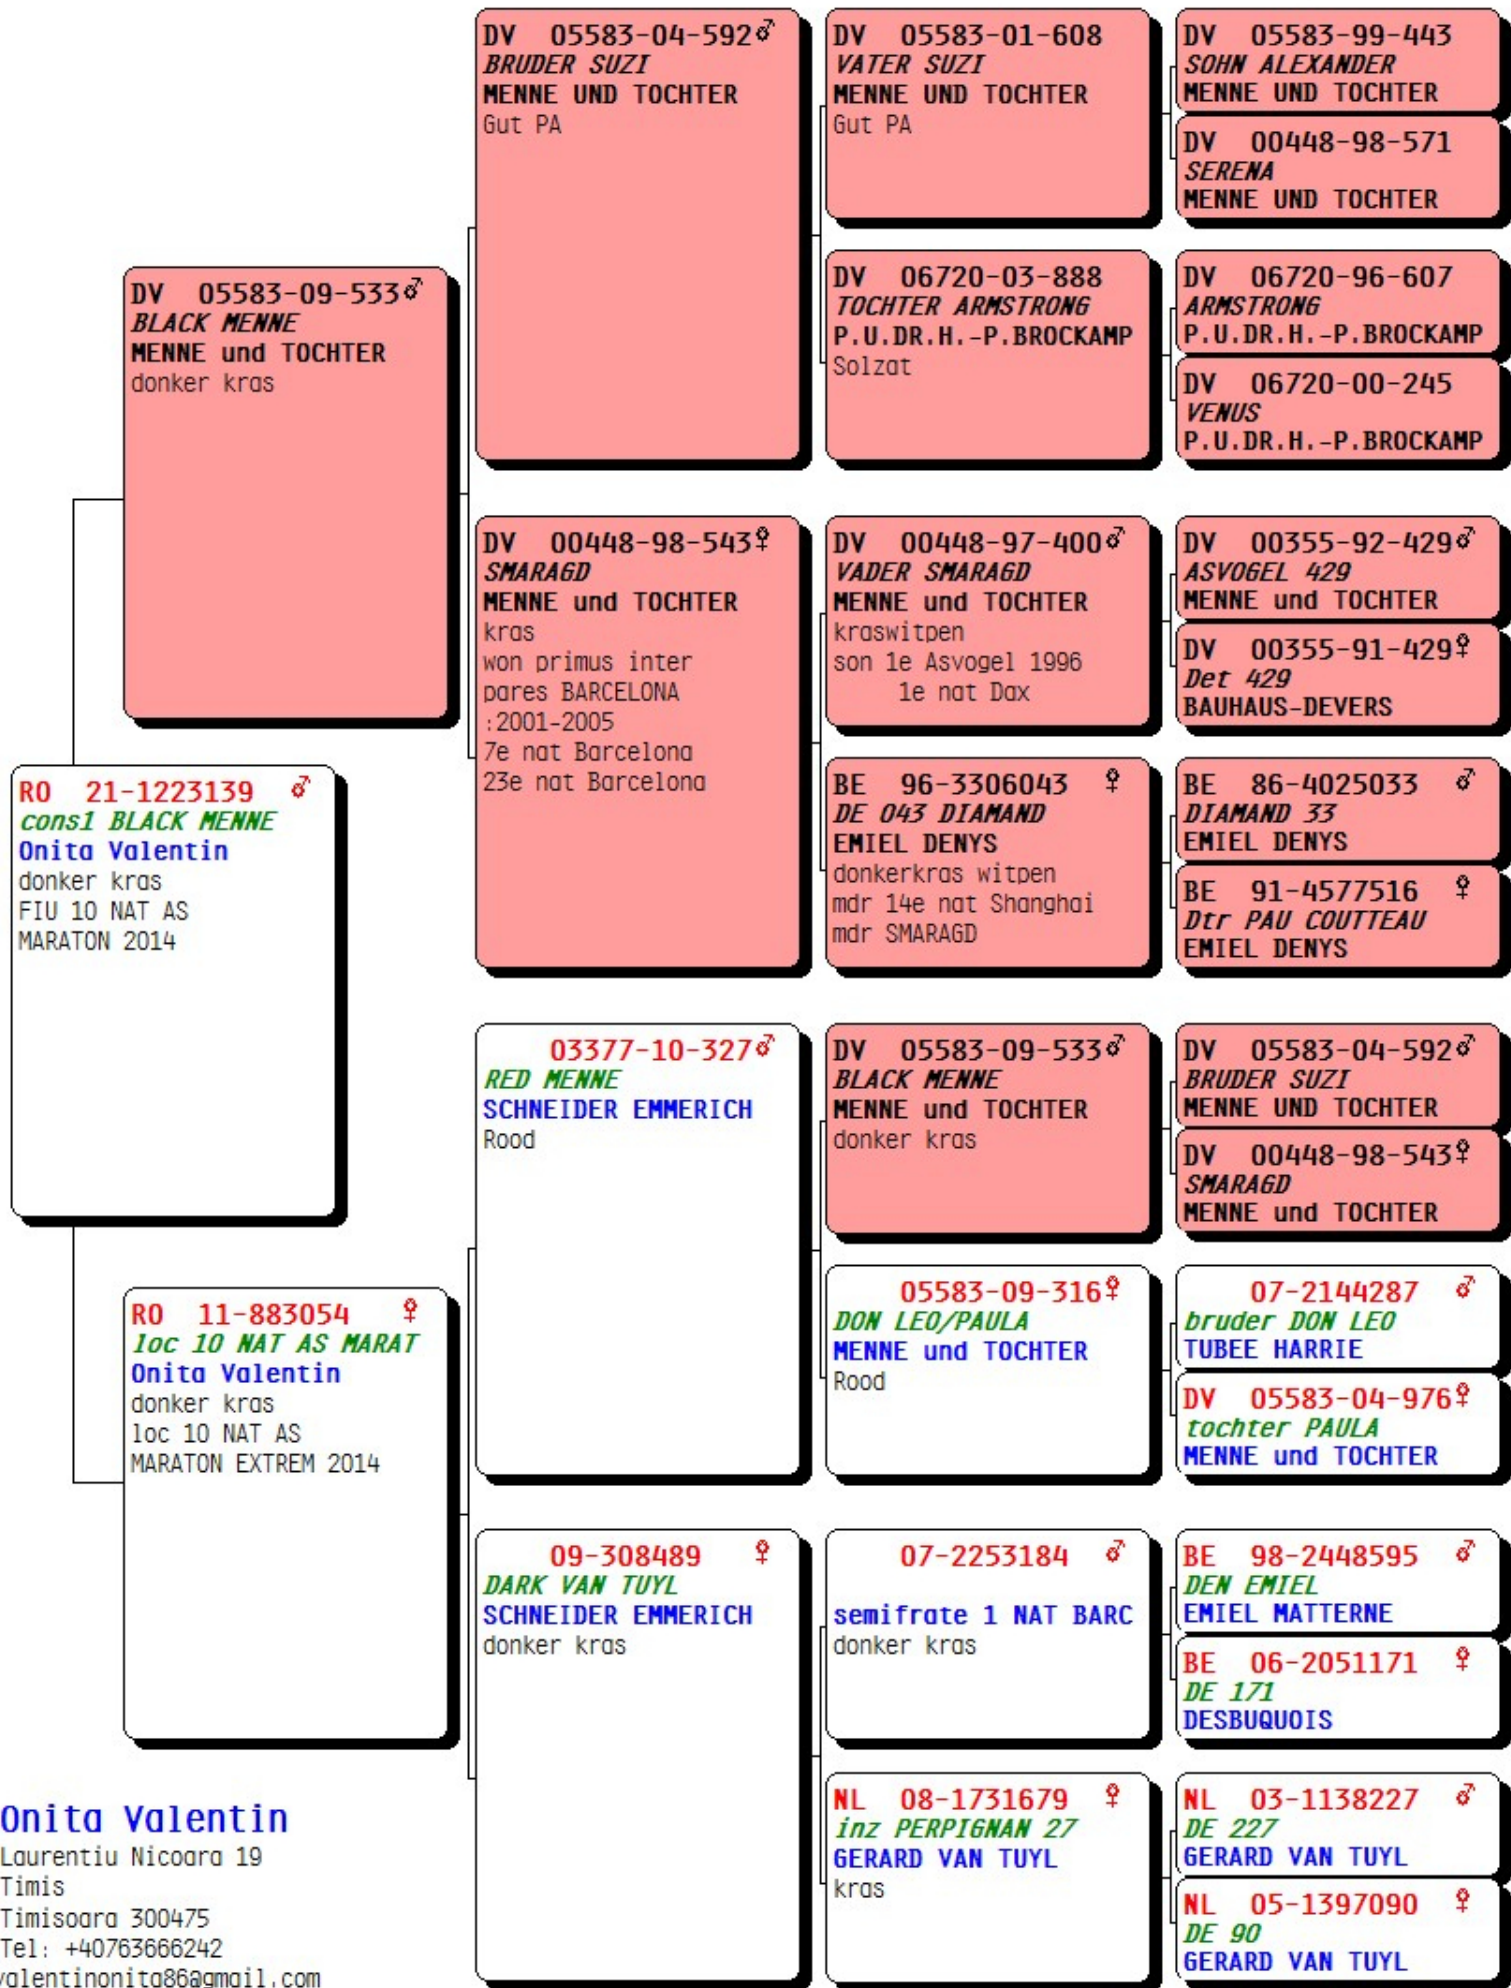 RO 21-1223139 ♂
cons1 BLACK MENNE
Onita Valentin
donker kras
FIU 10 NAT AS
MARATON 2014
DV 05583-09-533♂
BLACK MENNE
MENNE und TOCHTER
donker kras
RO 11-883054 ♀
loc 10 NAT AS MARAT
Onita Valentin
donker kras
loc 10 NAT AS
MARATON EXTREM 2014
DV 05583-04-592♂
BRUDER SUZI
MENNE UND TOCHTER
Gut PA
DV 00448-98-543♀
SMARAGD
MENNE und TOCHTER
kras
won primus inter
pares BARCELONA
:2001-2005
7e nat Barcelona
23e nat Barcelona
03377-10-327♂
RED MENNE
SCHNEIDER EMMERICH
Rood
09-308489 ♀
DARK VAN TUYL
SCHNEIDER EMMERICH
donker kras
DV 05583-01-608
VATER SUZI
MENNE UND TOCHTER
Gut PA
DV 06720-03-888
TOCHTER ARMSTRONG
P.U.DR.H.-P.BROCKAMP
Solzat
DV 00448-97-400♂
VADER SMARAGD
MENNE und TOCHTER
kraswitpen
son 1e Asvogel 1996
1e nat Dax
BE 96-3306043 ♀
DE 043 DIAMAND
EMIEL DENYS
donkerkras witpen
mdr 14e nat Shanghai
mdr SMARAGD
DV 05583-09-533♂
BLACK MENNE
MENNE und TOCHTER
donker kras
05583-09-316♀
DON LEO/PAULA
MENNE und TOCHTER
Rood
07-2253184 ♂
semifrate 1 NAT BARC
donker kras
NL 08-1731679 ♀
inz PERPIGNAN 27
GERARD VAN TUYL
kras
DV 05583-99-443
SOHN ALEXANDER
MENNE UND TOCHTER
DV 00448-98-571
SERENA
MENNE UND TOCHTER
DV 06720-96-607
ARMSTRONG
P.U.DR.H.-P.BROCKAMP
DV 06720-00-245
VENUS
P.U.DR.H.-P.BROCKAMP
DV 00355-92-429♂
ASVOGEL 429
MENNE und TOCHTER
DV 00355-91-429♀
Det 429
BAUHAUS-DEVERS
BE 86-4025033 ♂
DIAMAND 33
EMIEL DENYS
BE 91-4577516 ♀
Dtr PAU COUTTEAU
EMIEL DENYS
DV 05583-04-592♂
BRUDER SUZI
MENNE UND TOCHTER
DV 00448-98-543♀
SMARAGD
MENNE und TOCHTER
07-2144287 ♂
bruder DON LEO
TUBEE HARRIE
DV 05583-04-976♀
tochter PAULA
MENNE und TOCHTER
BE 98-2448595 ♂
DEN EMIEL
EMIEL MATTERNE
BE 06-2051171 ♀
DE 171
DESBUQUOIS
NL 03-1138227 ♂
DE 227
GERARD VAN TUYL
NL 05-1397090 ♀
DE 90
GERARD VAN TUYL
Onita Valentin
Laurentiu Nicoara 19
Timis
Timisoara 300475
Tel: +40763666242
valentinonita86@gmail.com